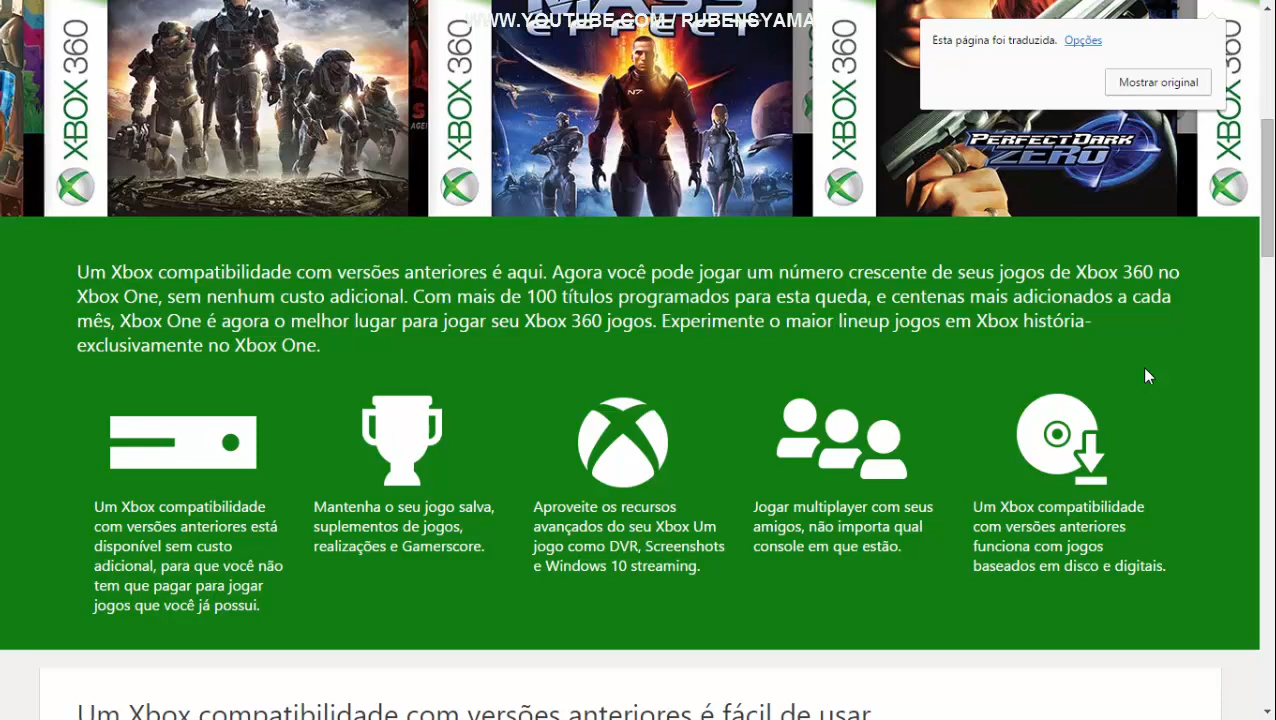 WWW.YOUTUBE.COM / RUBENSYAMA
XBOX 360
XBOX 360
MASS
EFFECT
N7
XBOX 360
PERFECT DARK
ZERO
XBOX 360
Esta página foi traduzida. Opções
Mostrar original
Um Xbox compatibilidade com versões anteriores é aqui. Agora você pode jogar um número crescente de seus jogos de Xbox 360 no
Xbox One, sem nenhum custo adicional. Com mais de 100 títulos programados para esta queda, e centenas mais adicionados a cada
mês, Xbox One é agora o melhor lugar para jogar seu Xbox 360 jogos. Experimente o maior lineup jogos em Xbox história-
exclusivamente no Xbox One.
Um Xbox compatibilidade
com versões anteriores está
disponível sem custo
adicional, para que você não
tem que pagar para jogar
jogos que você já possui.
Mantenha o seu jogo salva,
suplementos de jogos,
realizações e Gamerscore.
Aproveite os recursos
avançados do seu Xbox Um
jogo como DVR, Screenshots
e Windows 10 streaming.
Jogar multiplayer com seus
amigos, não importa qual
console em que estão.
Um Xbox compatibilidade
com versões anteriores
funciona com jogos
baseados em disco e digitais.
Um Xbox compatibilidade com versões anteriores é fácil de usar